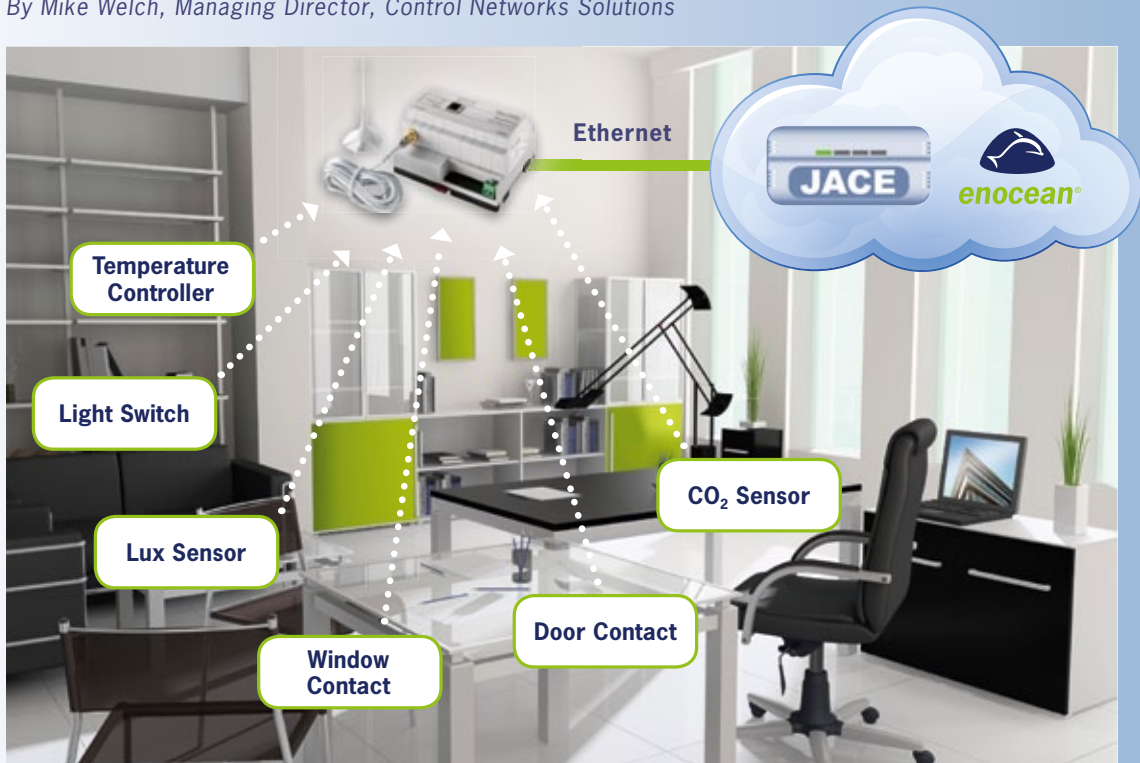 By Mike Welch, Managing Director, Control Networks Solutions
Ethernet
JACE
enocean®
Temperature
Controller
Light Switch
CO₂ Sensor
Lux Sensor
Door Contact
Window
Contact